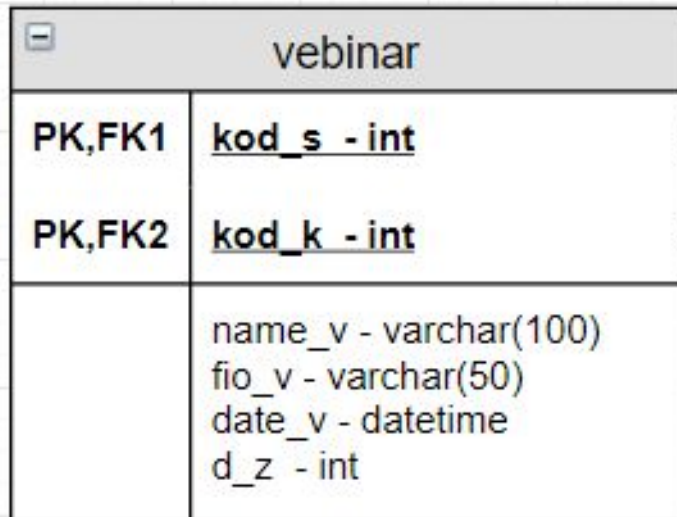 vebinar
PK,FK1 kod_s - int
PK,FK2 kod_k - int
name_v - varchar(100)
fio_v - varchar(50)
date_v - datetime
d_z - int